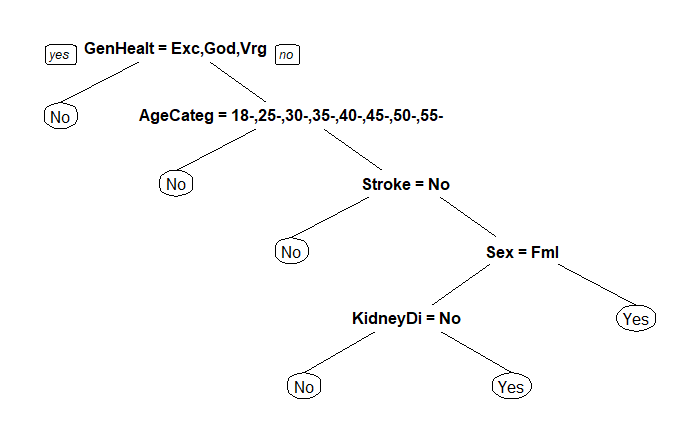 yes GenHealt = Exc,God,Vrg no
No
AgeCateg = 18-,25-,30-,35-,40-,45-,50-,55-
No
Stroke = No
No
Sex = Fml
KidneyDi = No
Yes
No
Yes